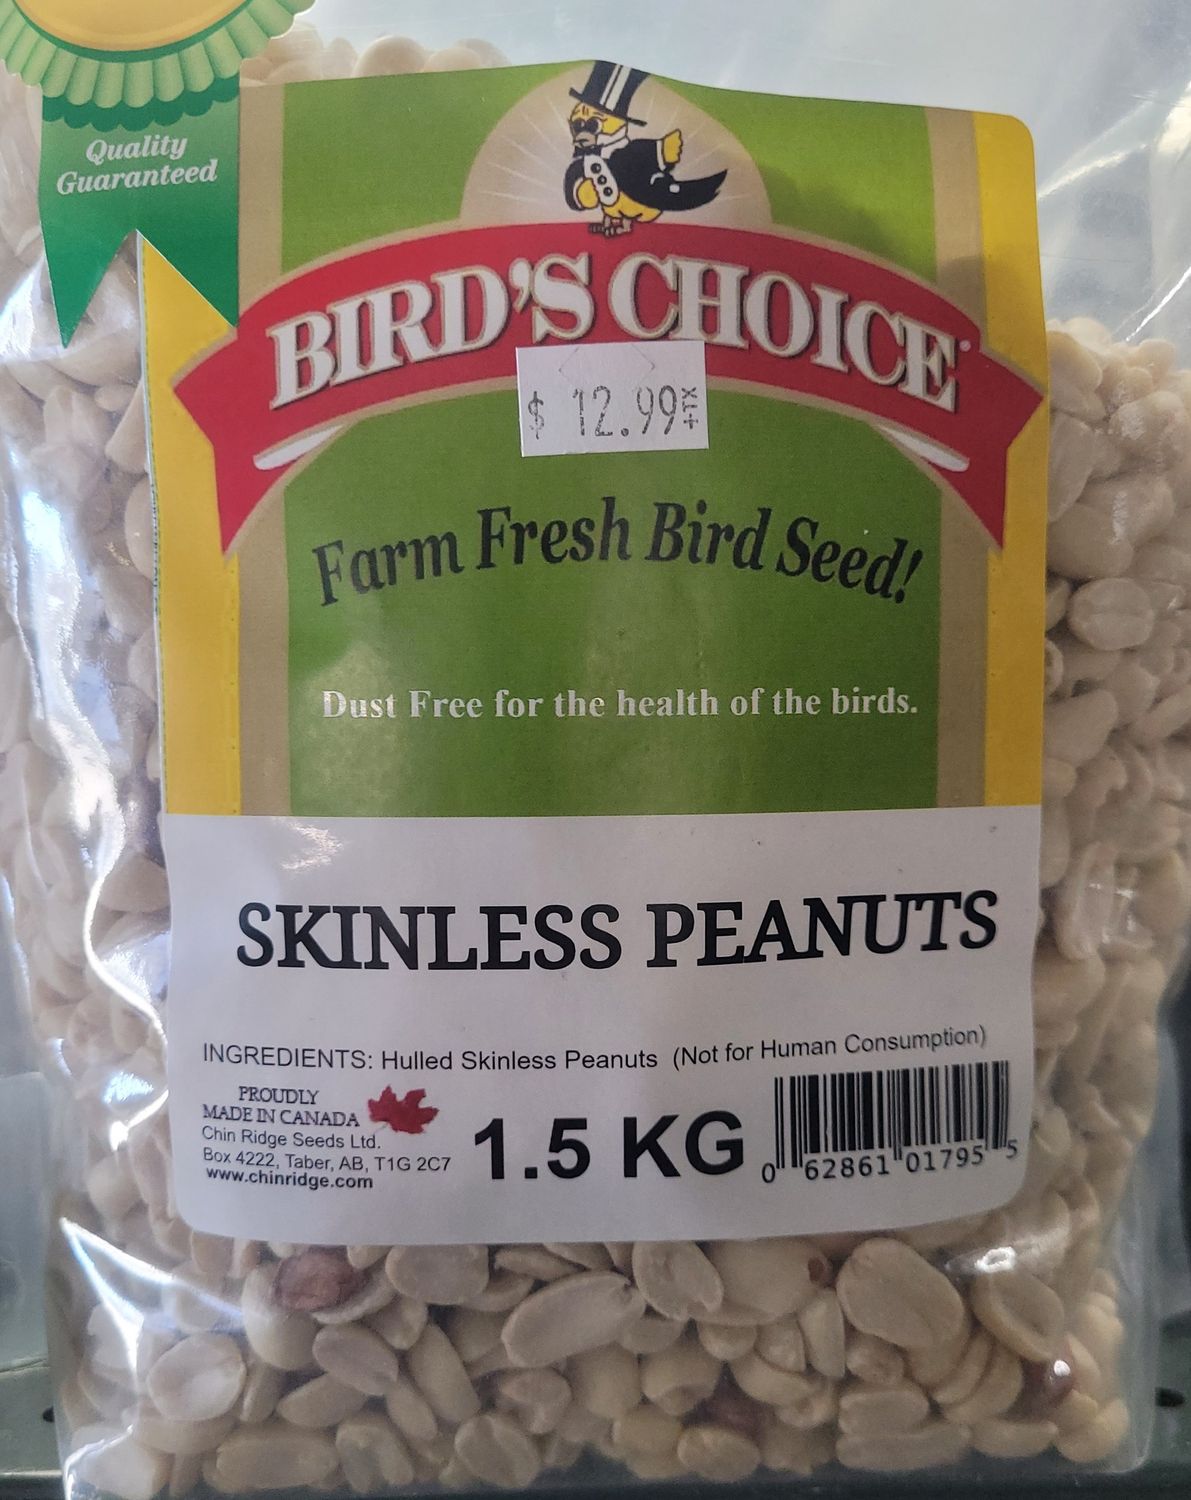 Quality
Guaranteed
BIRD'S CHOICE
$ 12.99+TX
Farm Fresh Bird Seed!
Dust Free for the health of the birds.
SKINLESS PEANUTS
INGREDIENTS: Hulled Skinless Peanuts (Not for Human Consumption)
PROUDLY
MADE IN CANADA
Chin Ridge Seeds Ltd.
Box 4222, Taber, AB, T1G 2C7
www.chinridge.com
1.5 KG
0 62861 01795 5